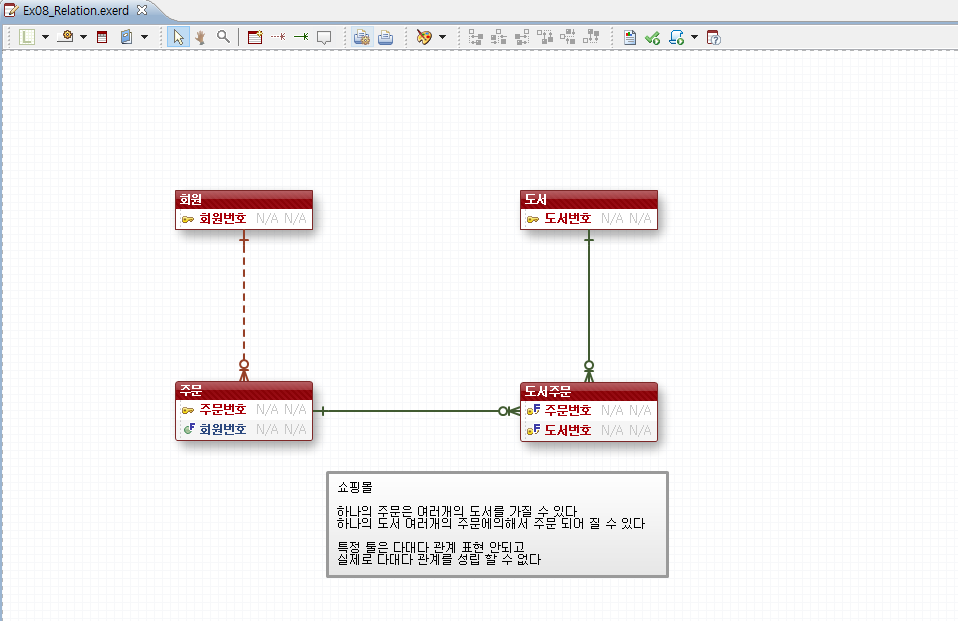 Ex08_Relation.exerd
L
회원
회원번호 N/A N/A
도서
도서번호 N/A N/A
주문
주문번호 N/A N/A
회원번호 N/A N/A
도서주문
주문번호 N/A N/A
도서번호 N/A N/A
쇼핑몰
하나의 주문은 여러개의 도서를 가질 수 있다
하나의 도서 여러개의 주문에의해서 주문 되어 질 수 있다
특정 툴은 다대다 관계 표현 안되고
실제로 다대다 관계를 성립 할 수 없다